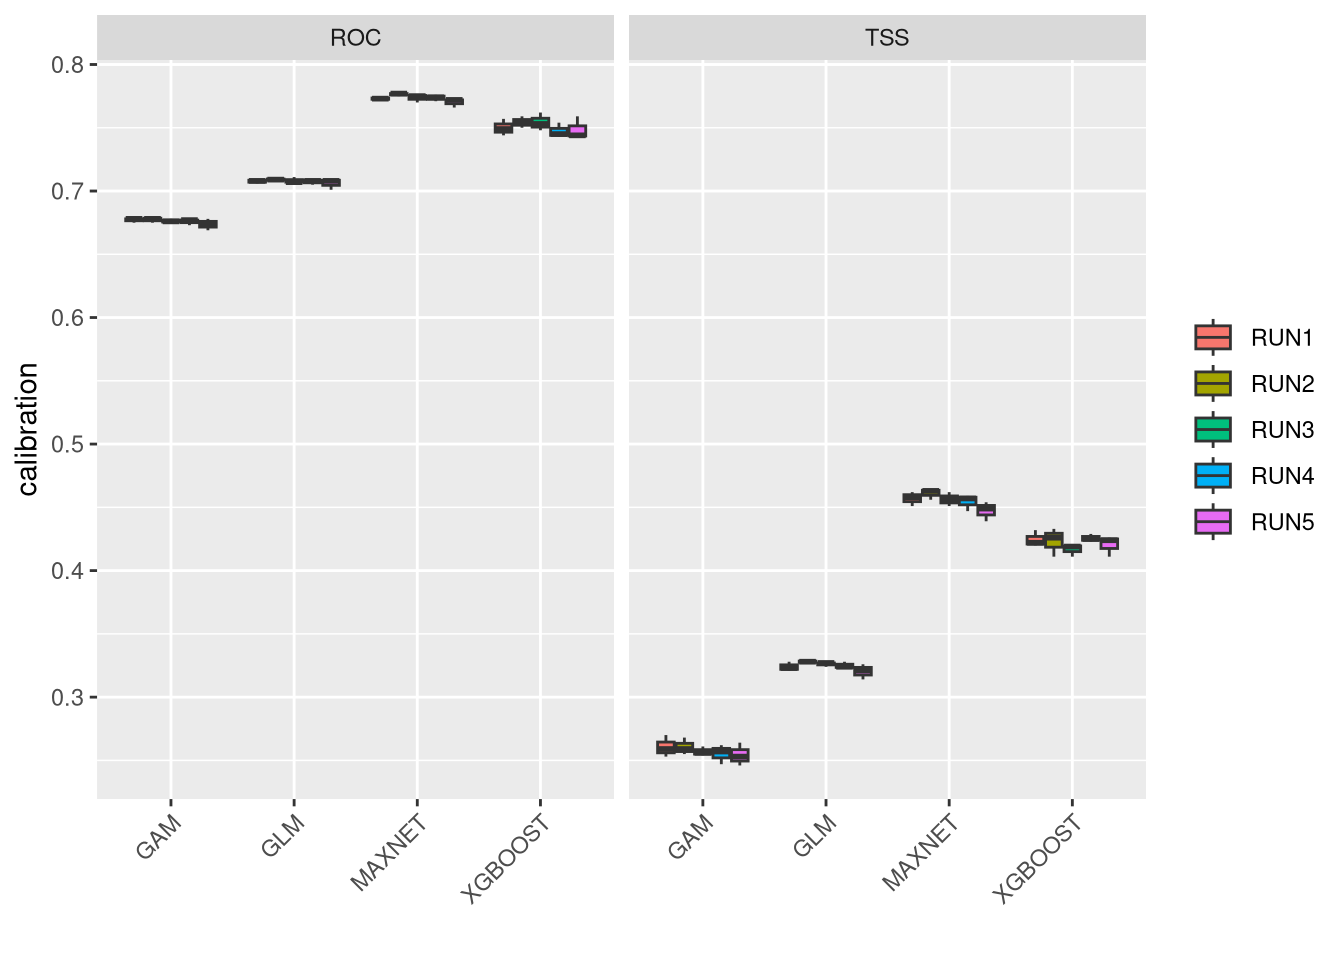 ROC
TSS
calibration
0.8
0.7
0.6
0.5
0.4
0.3
GAM
GLM
MAXNET
XGBOOST
GAM
GLM
MAXNET
XGBOOST
RUN1
RUN2
RUN3
RUN4
RUN5